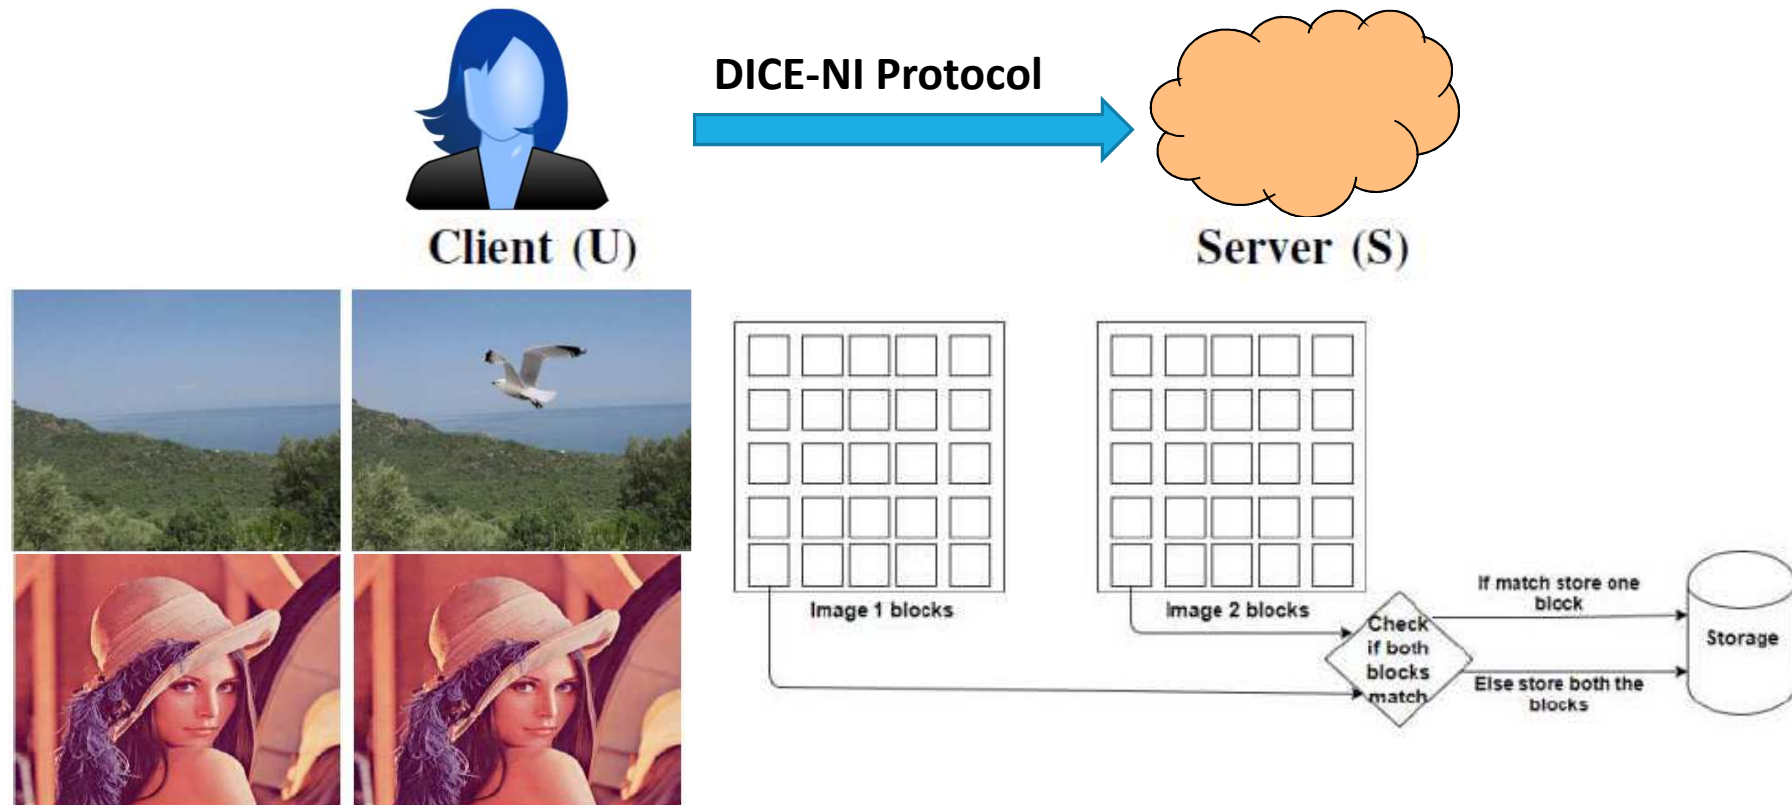 DICE-NI Protocol
Client (U)
Server (S)
Image 1 blocks
Image 2 blocks
Check
if both
blocks
match
If match store one
block
Else store both the
blocks
Storage